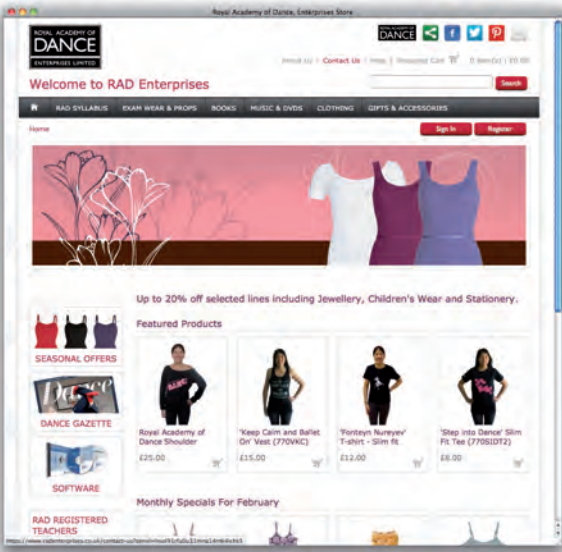 Royal Academy of Dance, Enterprises Store
ROYAL ACADEMY OF
DANCE
ENTERPRISES LIMITED
ROYAL ACADEMY OF
DANCE
About Us | Contact Us | Help | Shopping Cart 0 item(s) | £0.00
Welcome to RAD Enterprises
Search
RAD SYLLABUS EXAM WEAR & PROPS BOOKS MUSIC & DVDS CLOTHING GIFTS & ACCESSORIES
Home
Sign In Register
Up to 20% off selected lines including Jewellery, Children's Wear and Stationery.
Featured Products
SEASONAL OFFERS
Dance
DANCE GAZETTE
SOFTWARE
RAD REGISTERED
TEACHERS
Royal Academy of
Dance Shoulder
£25.00
'Keep Calm and Ballet
On' Vest (770VKC)
£15.00
'Fonteyn Nureyev'
T-shirt - Slim fit
£12.00
'Step into Dance' Slim
Fit Tee (770SIDT2)
£8.00
Monthly Specials For February